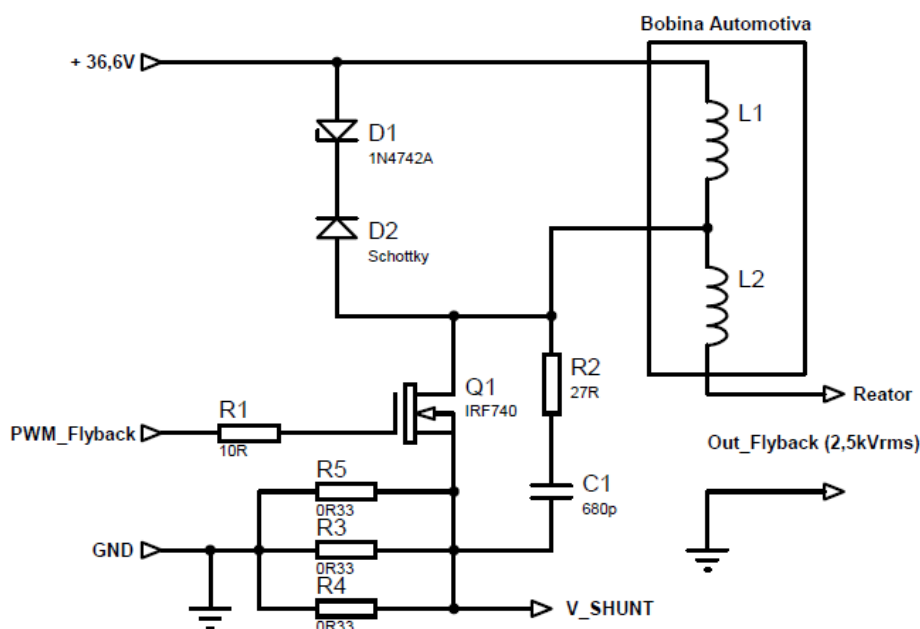 Bobina Automotiva
+ 36,6V
L1
D1
1N4742A
D2
Schottky
L2
R2
27R
Q1
IRF740
Reator
R1
PWM_Flyback
10R
Out_Flyback (2,5kVrms)
R5
0R33
C1
680p
R3
GND
0R33
R4
V_SHUNT
0R33